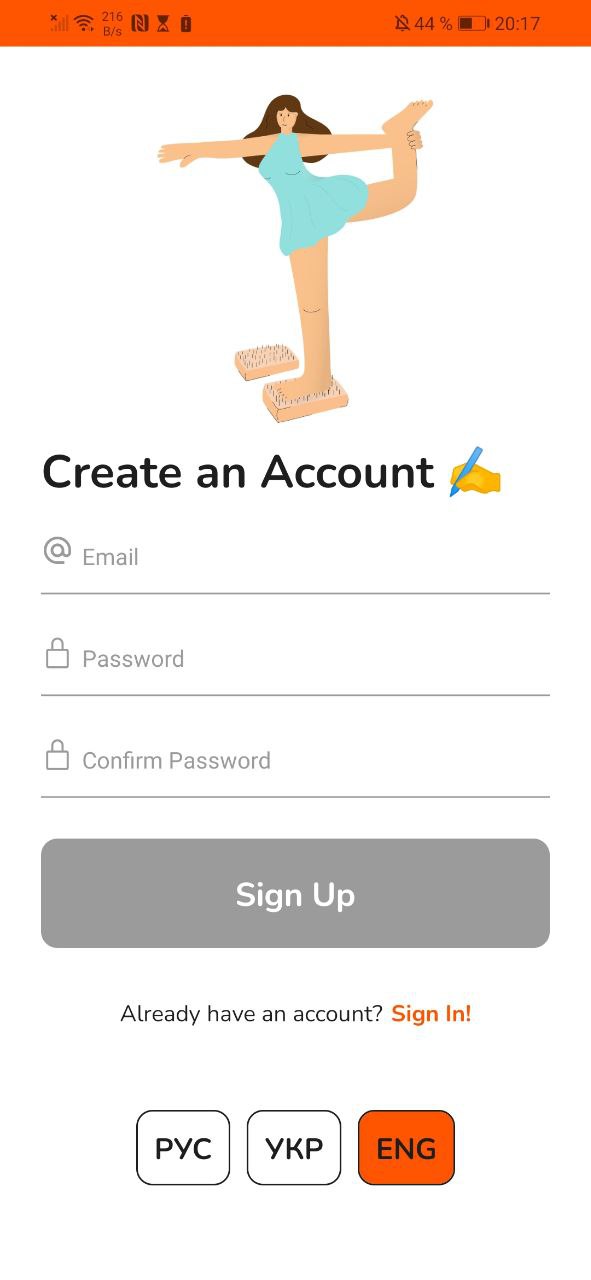 216 B/s 44 % 20:17
Create an Account ✍️
@ Email
Password
Confirm Password
Sign Up
Already have an account? Sign In!
РУС УКР ENG